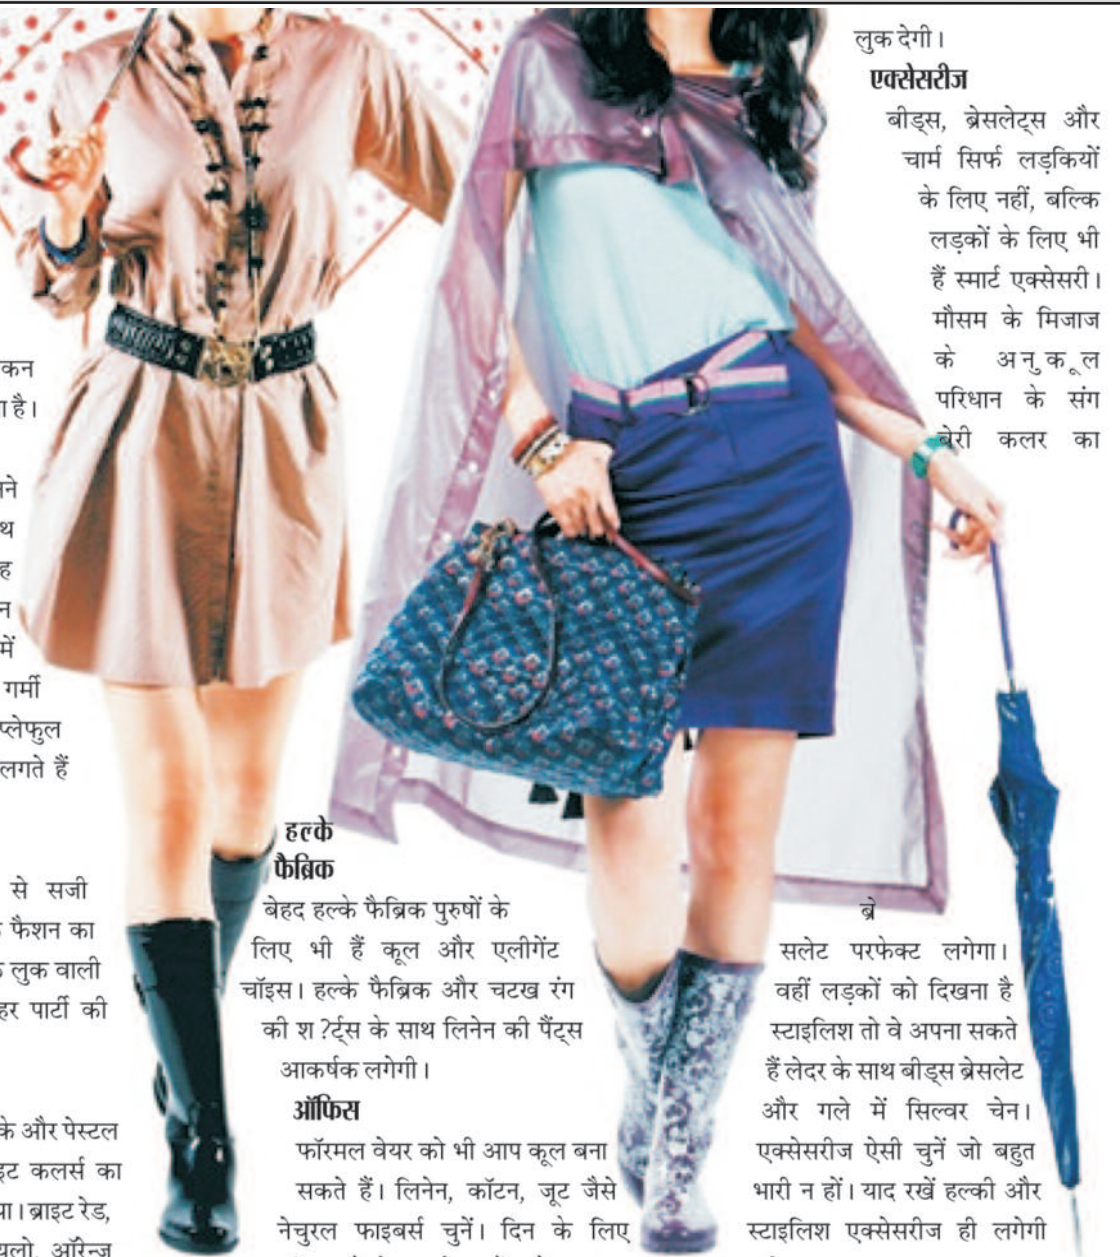 कन
है।
ने
थ
ह
न
में
गर्मी
प्लेफुल
लगते हैं
से सजी
फैशन का
लुक वाली
हर पार्टी की
के और पेस्टल
इट कलर्स का
ब्राइट रेड,
यलो, ऑरेन्ज
हल्के
फैब्रिक
बेहद हल्के फैब्रिक पुरुषों के
लिए भी हैं कूल और एलीगेंट
चॉइस। हल्के फैब्रिक और चटख रंग
की श ?र्ट्स के साथ लिनेन की पैंट्स
आकर्षक लगेगी।
ऑफिस
फॉरमल वेयर को भी आप कूल बना
सकते हैं। लिनेन, कॉटन, जूट जैसे
नेचुरल फाइबर्स चुनें। दिन के लिए
लुक देगी।
एक्सेसरीज
बीड्स, ब्रेसलेट्स और
चार्म सिर्फ लड़कियों
के लिए नहीं, बल्कि
लड़कों के लिए भी
हैं स्मार्ट एक्सेसरी।
मौसम के मिजाज
के अनुकूल
परिधान के संग
बेरी कलर का
ब्रे
सलेट परफेक्ट लगेगा।
वहीं लड़कों को दिखना है
स्टाइलिश तो वे अपना सकते
हैं लेदर के साथ बीड्स ब्रेसलेट
और गले में सिल्वर चेन।
एक्सेसरीज ऐसी चुनें जो बहुत
भारी न हों। याद रखें हल्की और
स्टाइलिश एक्सेसरीज ही लगेगी